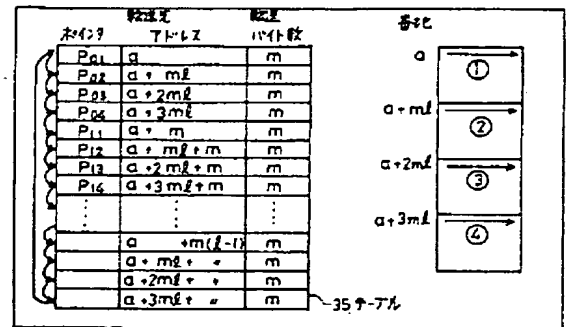 転送先 転送
ポインタ アドレス バイト数
P01 a m
P02 a + ml m
P03 a + 2ml m
P04 a + 3ml m
P11 a + m m
P12 a + ml + m m
P13 a + 2ml + m m
P14 a + 3ml + m m
a + m(l-1) m
a + ml + 〃 m
a + 2ml + 〃 m
a + 3ml + 〃 m
35 テーブル
番地
a ①
a + ml ②
a + 2ml ③
a + 3ml ④